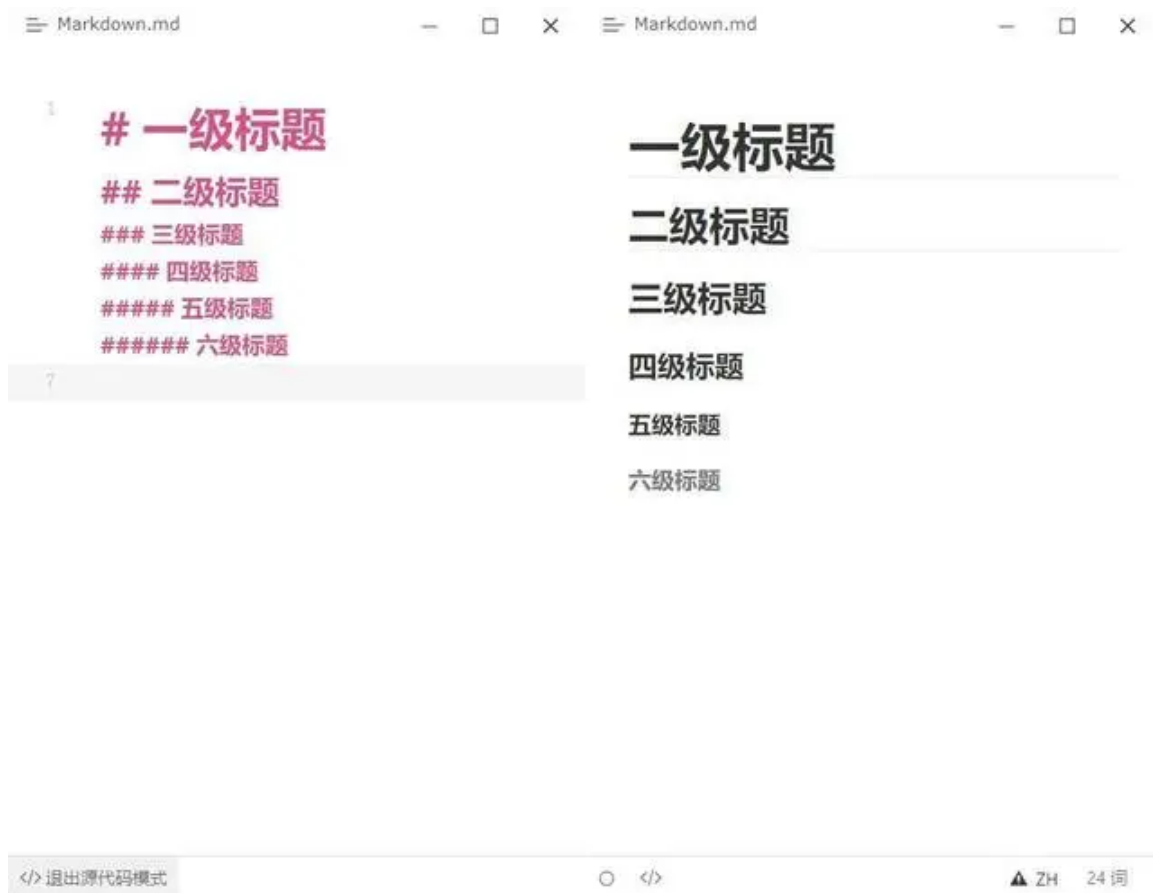 Markdown.md
1
# 一级标题
## 二级标题
### 三级标题
#### 四级标题
##### 五级标题
###### 六级标题
7
</> 退出源代码模式
Markdown.md
一级标题
二级标题
三级标题
四级标题
五级标题
六级标题
</>
ZH 24 词